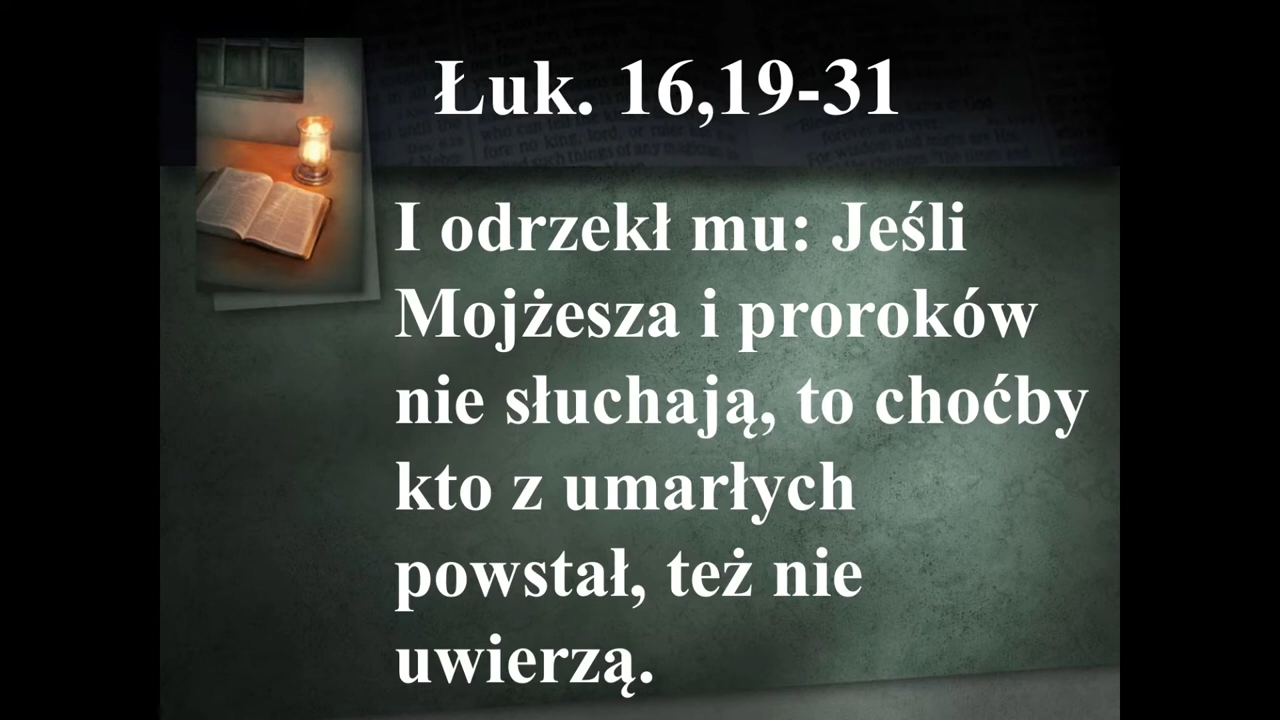 Łuk. 16,19-31
I odrzekł mu: Jeśli
Mojżesza i proroków
nie słuchają, to choćby
kto z umarłych
powstał, też nie
uwierzą.